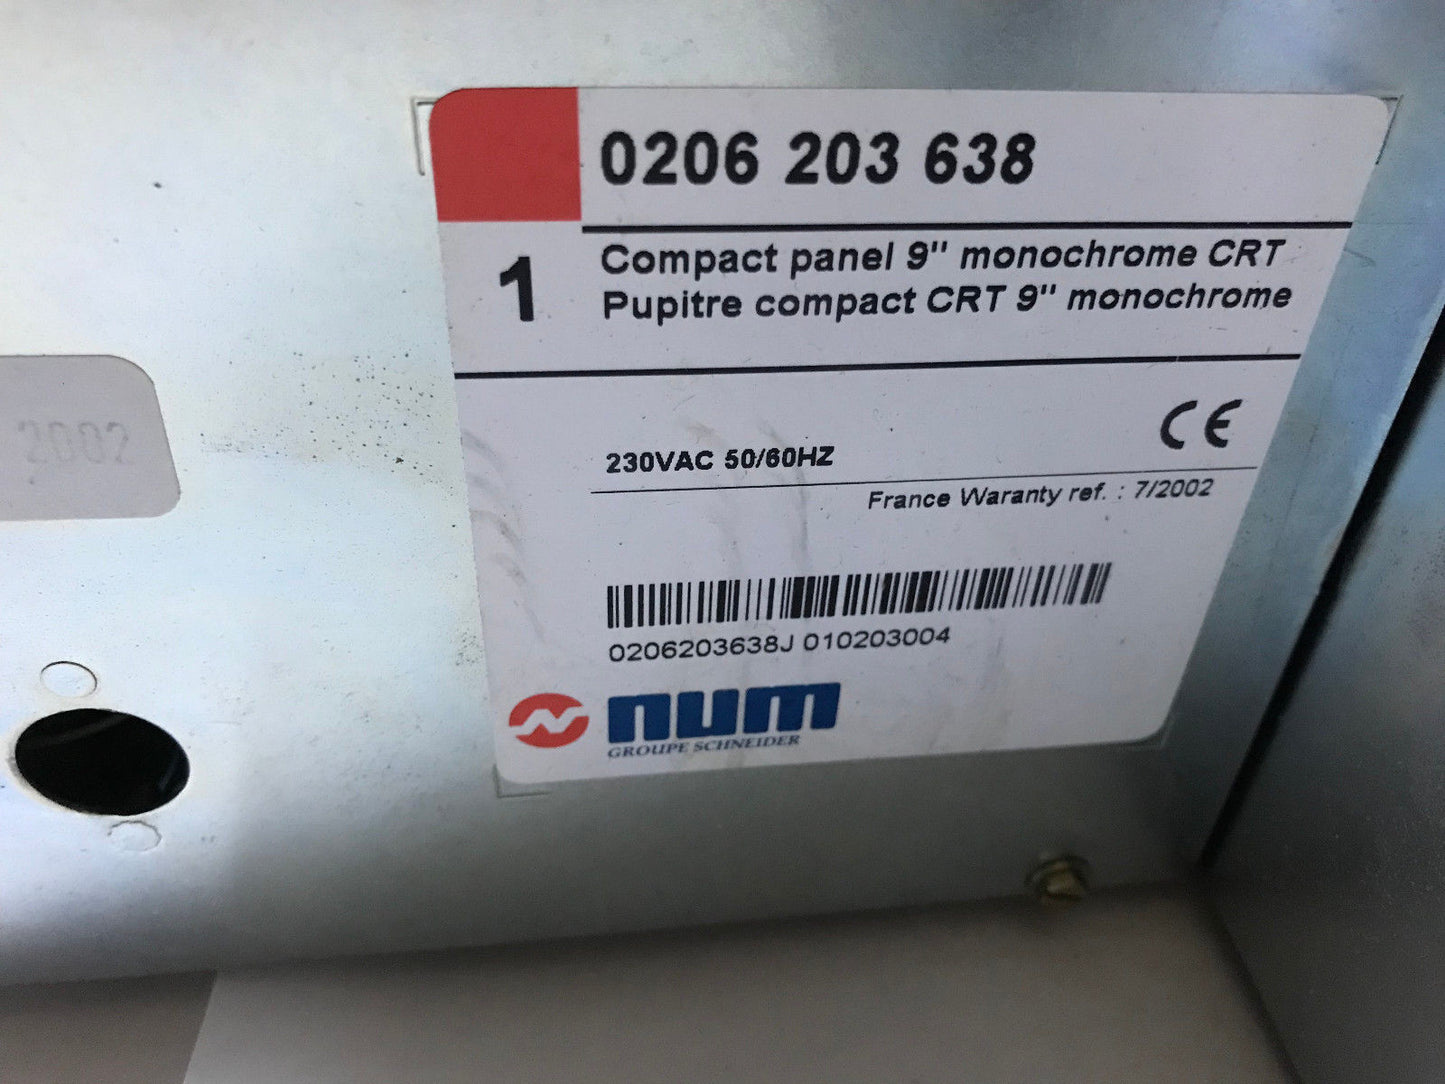 0206 203 638
1
Compact panel 9" monochrome CRT
Pupitre compact CRT 9" monochrome
CE
230VAC 50/60HZ
France Waranty ref. : 7/2002
0206203638J 010203004
num
GROUPE SCHNEIDER
2002